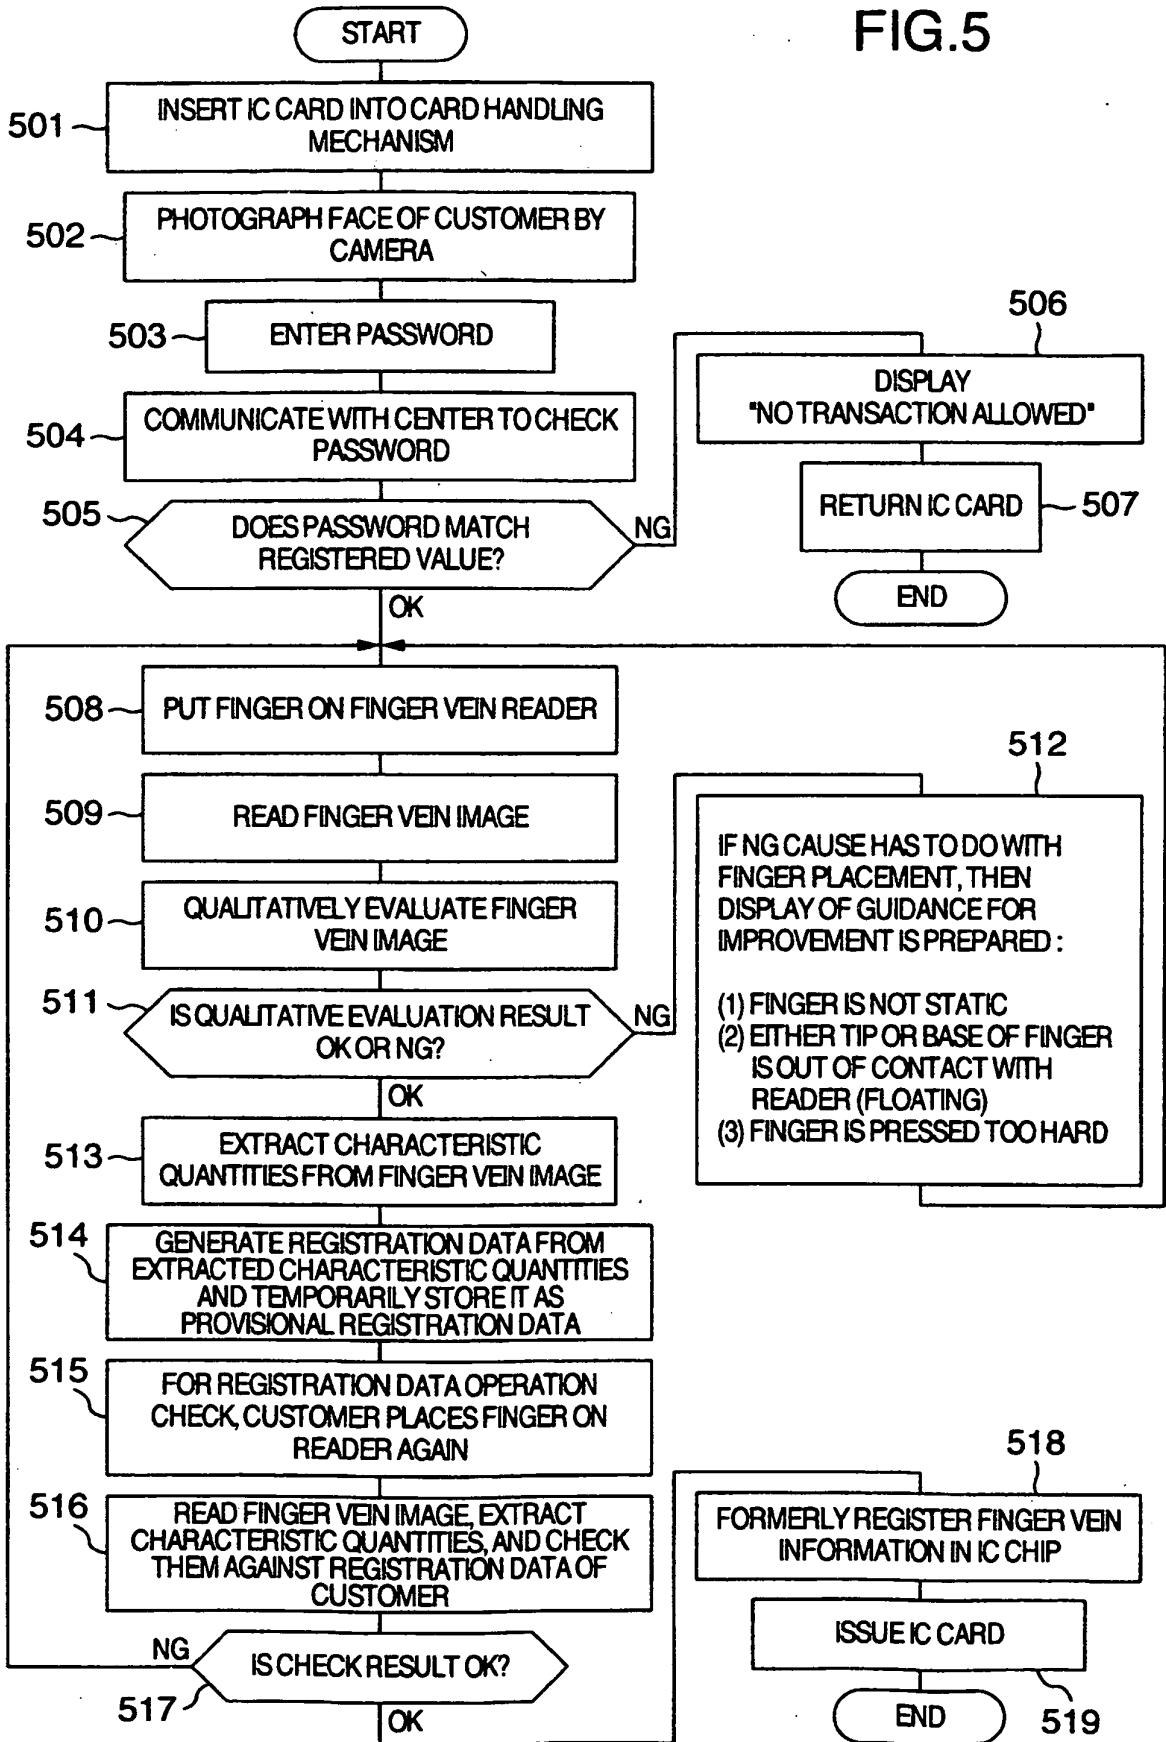 FIG.5
START
501
INSERT IC CARD INTO CARD HANDLING
MECHANISM
502
PHOTOGRAPH FACE OF CUSTOMER BY
CAMERA
503
ENTER PASSWORD
504
COMMUNICATE WITH CENTER TO CHECK
PASSWORD
505
DOES PASSWORD MATCH
REGISTERED VALUE?
NG
OK
506
DISPLAY
"NO TRANSACTION ALLOWED"
RETURN IC CARD
507
END
508
PUT FINGER ON FINGER VEIN READER
509
READ FINGER VEIN IMAGE
510
QUALITATIVELY EVALUATE FINGER
VEIN IMAGE
511
IS QUALITATIVE EVALUATION RESULT
OK OR NG?
NG
OK
512
IF NG CAUSE HAS TO DO WITH
FINGER PLACEMENT, THEN
DISPLAY OF GUIDANCE FOR
IMPROVEMENT IS PREPARED :
(1) FINGER IS NOT STATIC
(2) EITHER TIP OR BASE OF FINGER
IS OUT OF CONTACT WITH
READER (FLOATING)
(3) FINGER IS PRESSED TOO HARD
513
EXTRACT CHARACTERISTIC
QUANTITIES FROM FINGER VEIN IMAGE
514
GENERATE REGISTRATION DATA FROM
EXTRACTED CHARACTERISTIC QUANTITIES
AND TEMPORARILY STORE IT AS
PROVISIONAL REGISTRATION DATA
515
FOR REGISTRATION DATA OPERATION
CHECK, CUSTOMER PLACES FINGER ON
READER AGAIN
516
READ FINGER VEIN IMAGE, EXTRACT
CHARACTERISTIC QUANTITIES, AND CHECK
THEM AGAINST REGISTRATION DATA OF
CUSTOMER
NG
IS CHECK RESULT OK?
517
OK
518
FORMERLY REGISTER FINGER VEIN
INFORMATION IN IC CHIP
ISSUE IC CARD
519
END